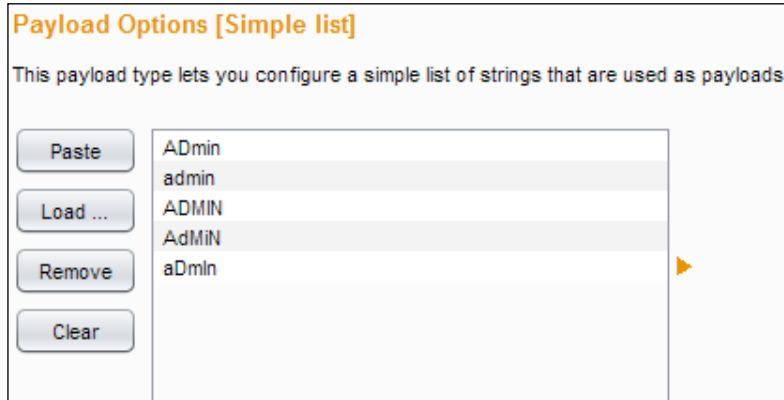 Payload Options [Simple list]
This payload type lets you configure a simple list of strings that are used as payloads
Paste
ADmin
admin
Load ...
ADMIN
AdMiN
Remove
aDmIn
Clear